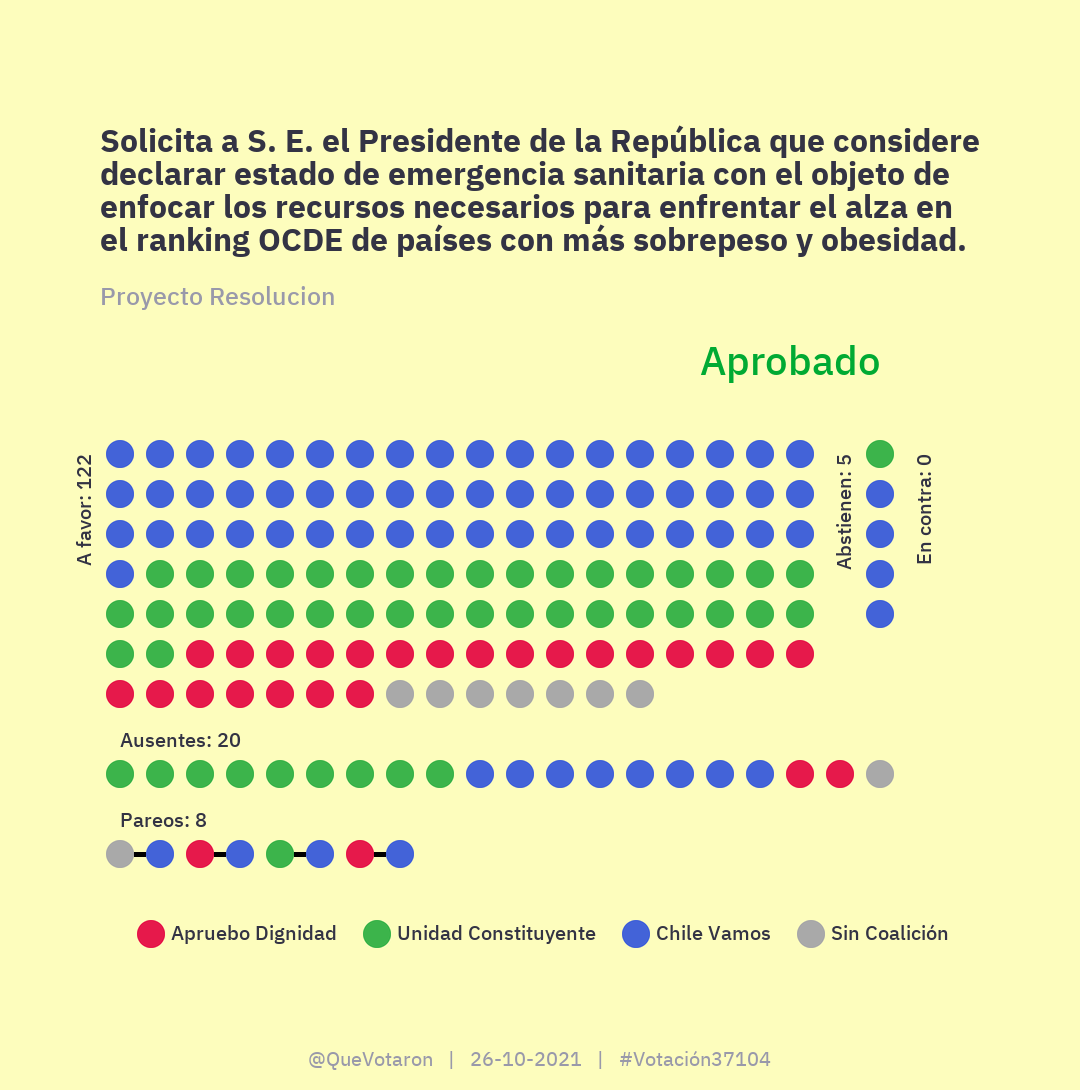 Solicita a S. E. el Presidente de la República que considere
declarar estado de emergencia sanitaria con el objeto de
enfocar los recursos necesarios para enfrentar el alza en
el ranking OCDE de países con más sobrepeso y obesidad.
Proyecto Resolucion
Aprobado
A favor: 122
Abstienen: 5
En contra: 0
Ausentes: 20
Pareos: 8
Apruebo Dignidad
Unidad Constituyente
Chile Vamos
Sin Coalición
@QueVotaron | 26-10-2021 | #Votación37104